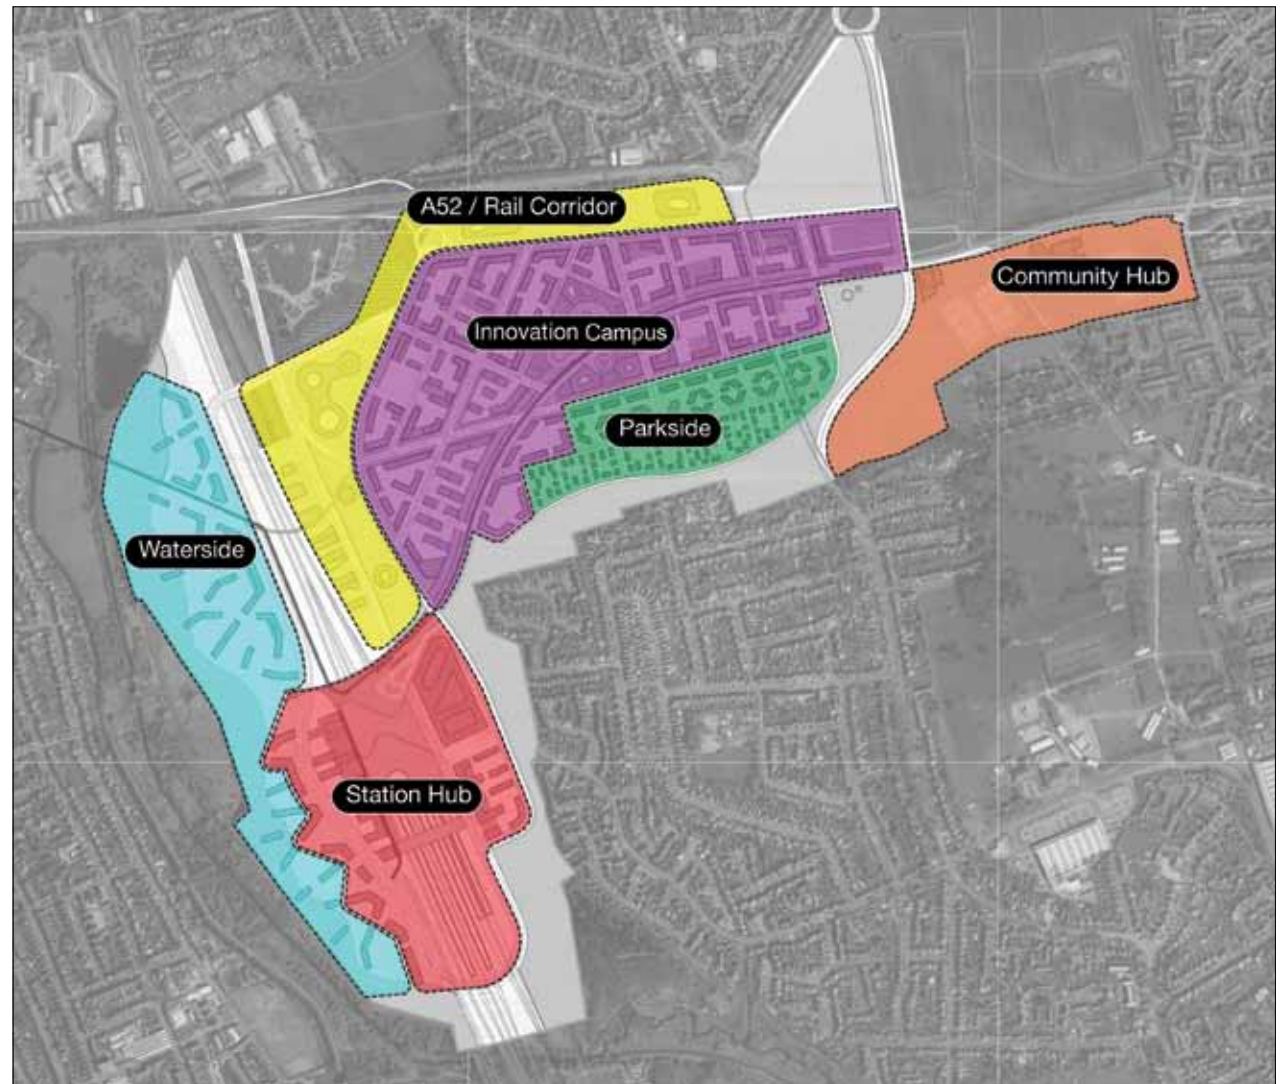 A52 / Rail Corridor
Community Hub
Innovation Campus
Parkside
Waterside
Station Hub